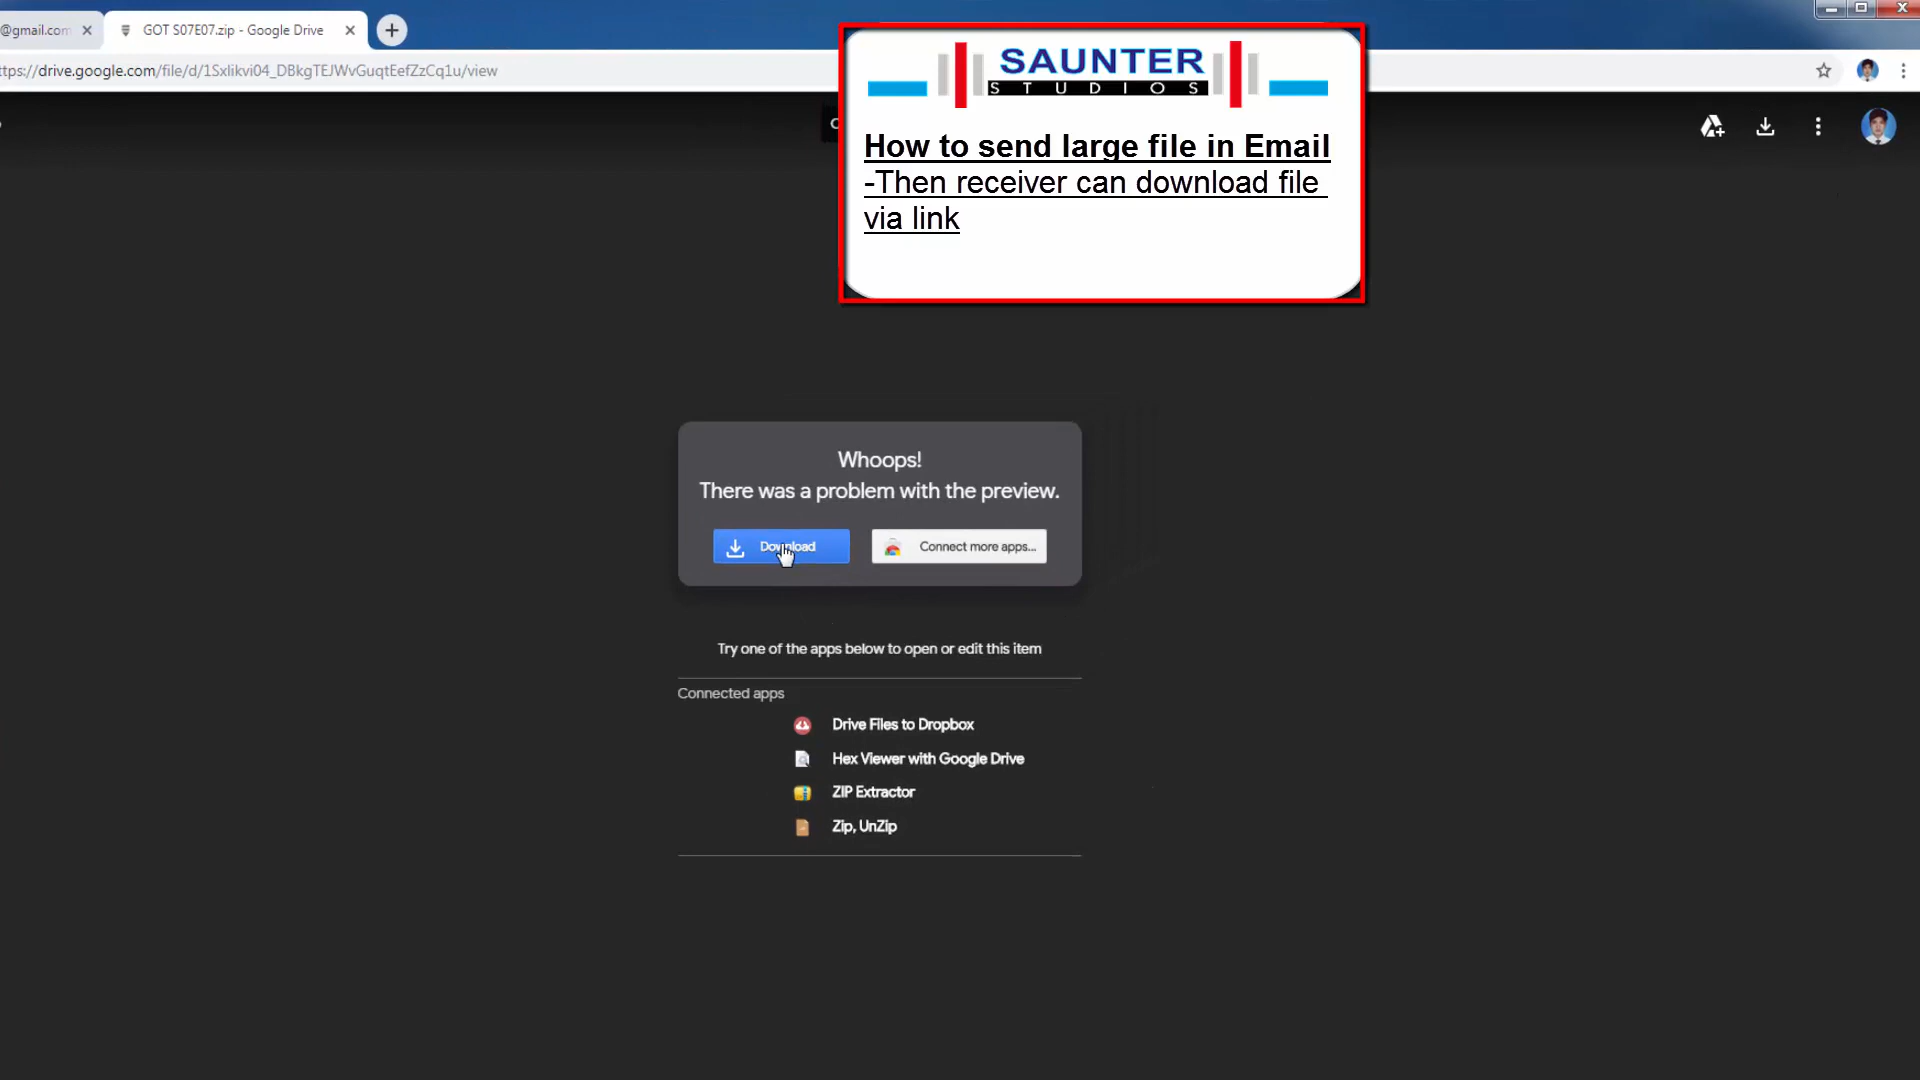 @gmail.com
GOT S07E07.zip - Google Drive
ttps://drive.google.com/file/d/1Sxlikvi04_DBkgTEJWvGuqtEefZzCq1u/view
SAUNTER
STUDIOS
How to send large file in Email
-Then receiver can download file
via link
Whoops!
There was a problem with the preview.
Download
Connect more apps...
Try one of the apps below to open or edit this item
Connected apps
Drive Files to Dropbox
Hex Viewer with Google Drive
ZIP Extractor
Zip, UnZip